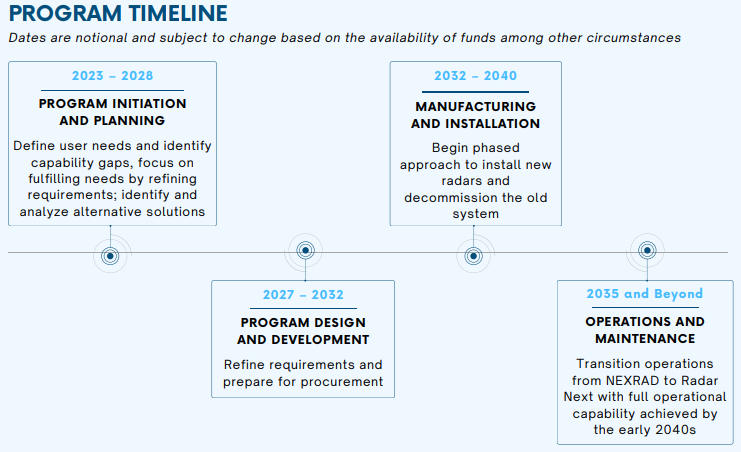 PROGRAM TIMELINE
Dates are notional and subject to change based on the availability of funds among other circumstances
2023 – 2028
PROGRAM INITIATION
AND PLANNING
Define user needs and identify
capability gaps, focus on
fulfilling needs by refining
requirements; identify and
analyze alternative solutions
2027 – 2032
PROGRAM DESIGN
AND DEVELOPMENT
Refine requirements and
prepare for procurement
2032 – 2040
MANUFACTURING
AND INSTALLATION
Begin phased
approach to install new
radars and
decommission the old
system
2035 and Beyond
OPERATIONS AND
MAINTENANCE
Transition operations
from NEXRAD to Radar
Next with full operational
capability achieved by
the early 2040s